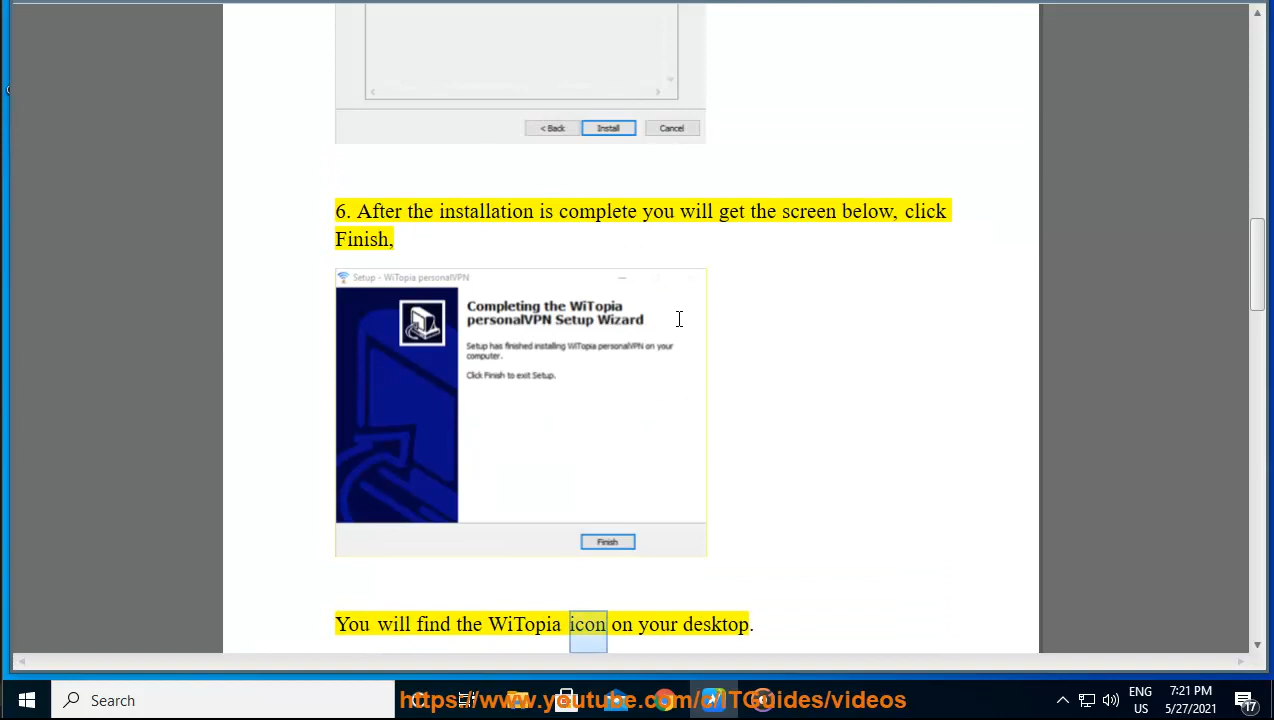 < Back
Install
Cancel
6. After the installation is complete you will get the screen below, click
Finish,
Setup - WiTopia personalVPN
Completing the WiTopia
personalVPN Setup Wizard
Setup has finished installing WiTopia personalVPN on your
computer.
Click Finish to exit Setup.
Finish
You will find the WiTopia icon on your desktop.
Search
https://www.youtube.com/c/ITGuides/videos
ENG
US
7:21 PM
5/27/2021
17